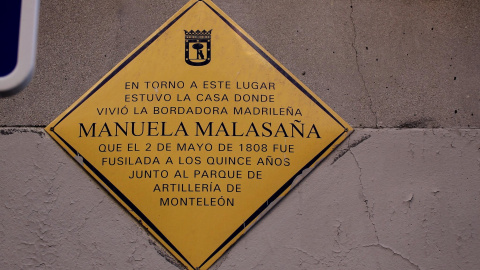 EN TORNO A ESTE LUGAR
ESTUVO LA CASA DONDE
VIVIÓ LA BORDADORA MADRILEÑA
MANUELA MALASAÑA
QUE EL 2 DE MAYO DE 1808 FUE
FUSILADA A LOS QUINCE AÑOS
JUNTO AL PARQUE DE
ARTILLERÍA DE
MONTELEÓN